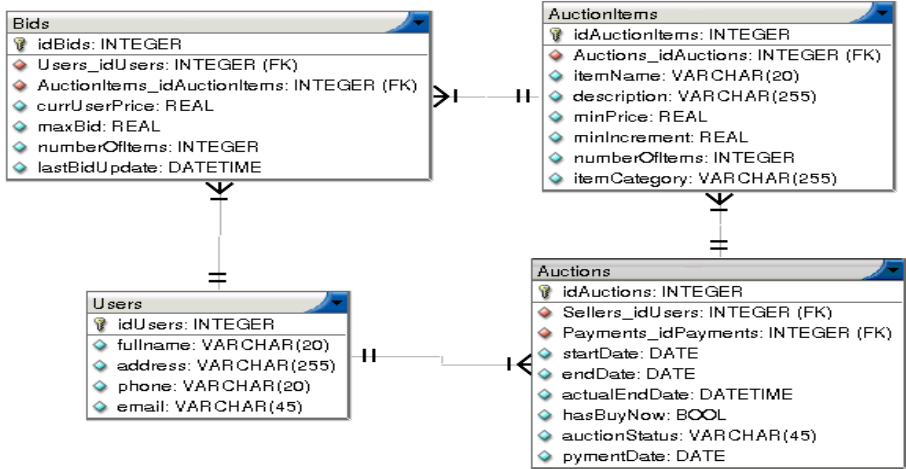 Bids
idBids: INTEGER
Users_idUsers: INTEGER (FK)
AuctionItems_idAuctionItems: INTEGER (FK)
currUserPrice: REAL
maxBid: REAL
numberOfItems: INTEGER
lastBidUpdate: DATETIME
AuctionItems
idAuctionItems: INTEGER
Auctions_idAuctions: INTEGER (FK)
itemName: VARCHAR(20)
description: VARCHAR(255)
minPrice: REAL
minIncrement: REAL
numberOfItems: INTEGER
itemCategory: VARCHAR(255)
Users
idUsers: INTEGER
fullname: VARCHAR(20)
address: VARCHAR(255)
phone: VARCHAR(20)
email: VARCHAR(45)
Auctions
idAuctions: INTEGER
Sellers_idUsers: INTEGER (FK)
Payments_idPayments: INTEGER (FK)
startDate: DATE
endDate: DATE
actualEndDate: DATETIME
hasBuyNow: BOOL
auctionStatus: VARCHAR(45)
pymentDate: DATE